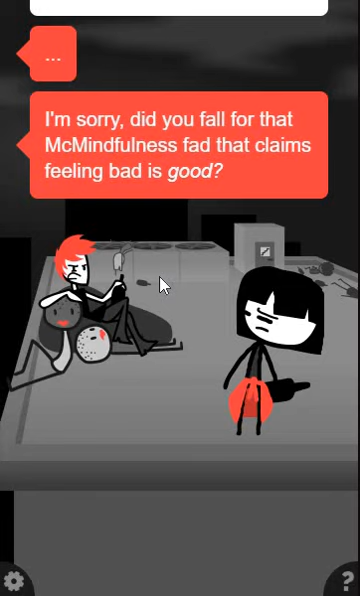 ...
I'm sorry, did you fall for that
McMindfulness fad that claims
feeling bad is good?
?